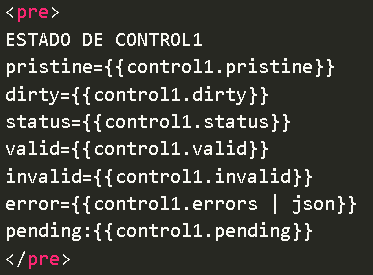 <pre>
ESTADO DE CONTROL1
pristine={{control1.pristine}}
dirty={{control1.dirty}}
status={{control1.status}}
valid={{control1.valid}}
invalid={{control1.invalid}}
error={{control1.errors | json}}
pending:{{control1.pending}}
</pre>